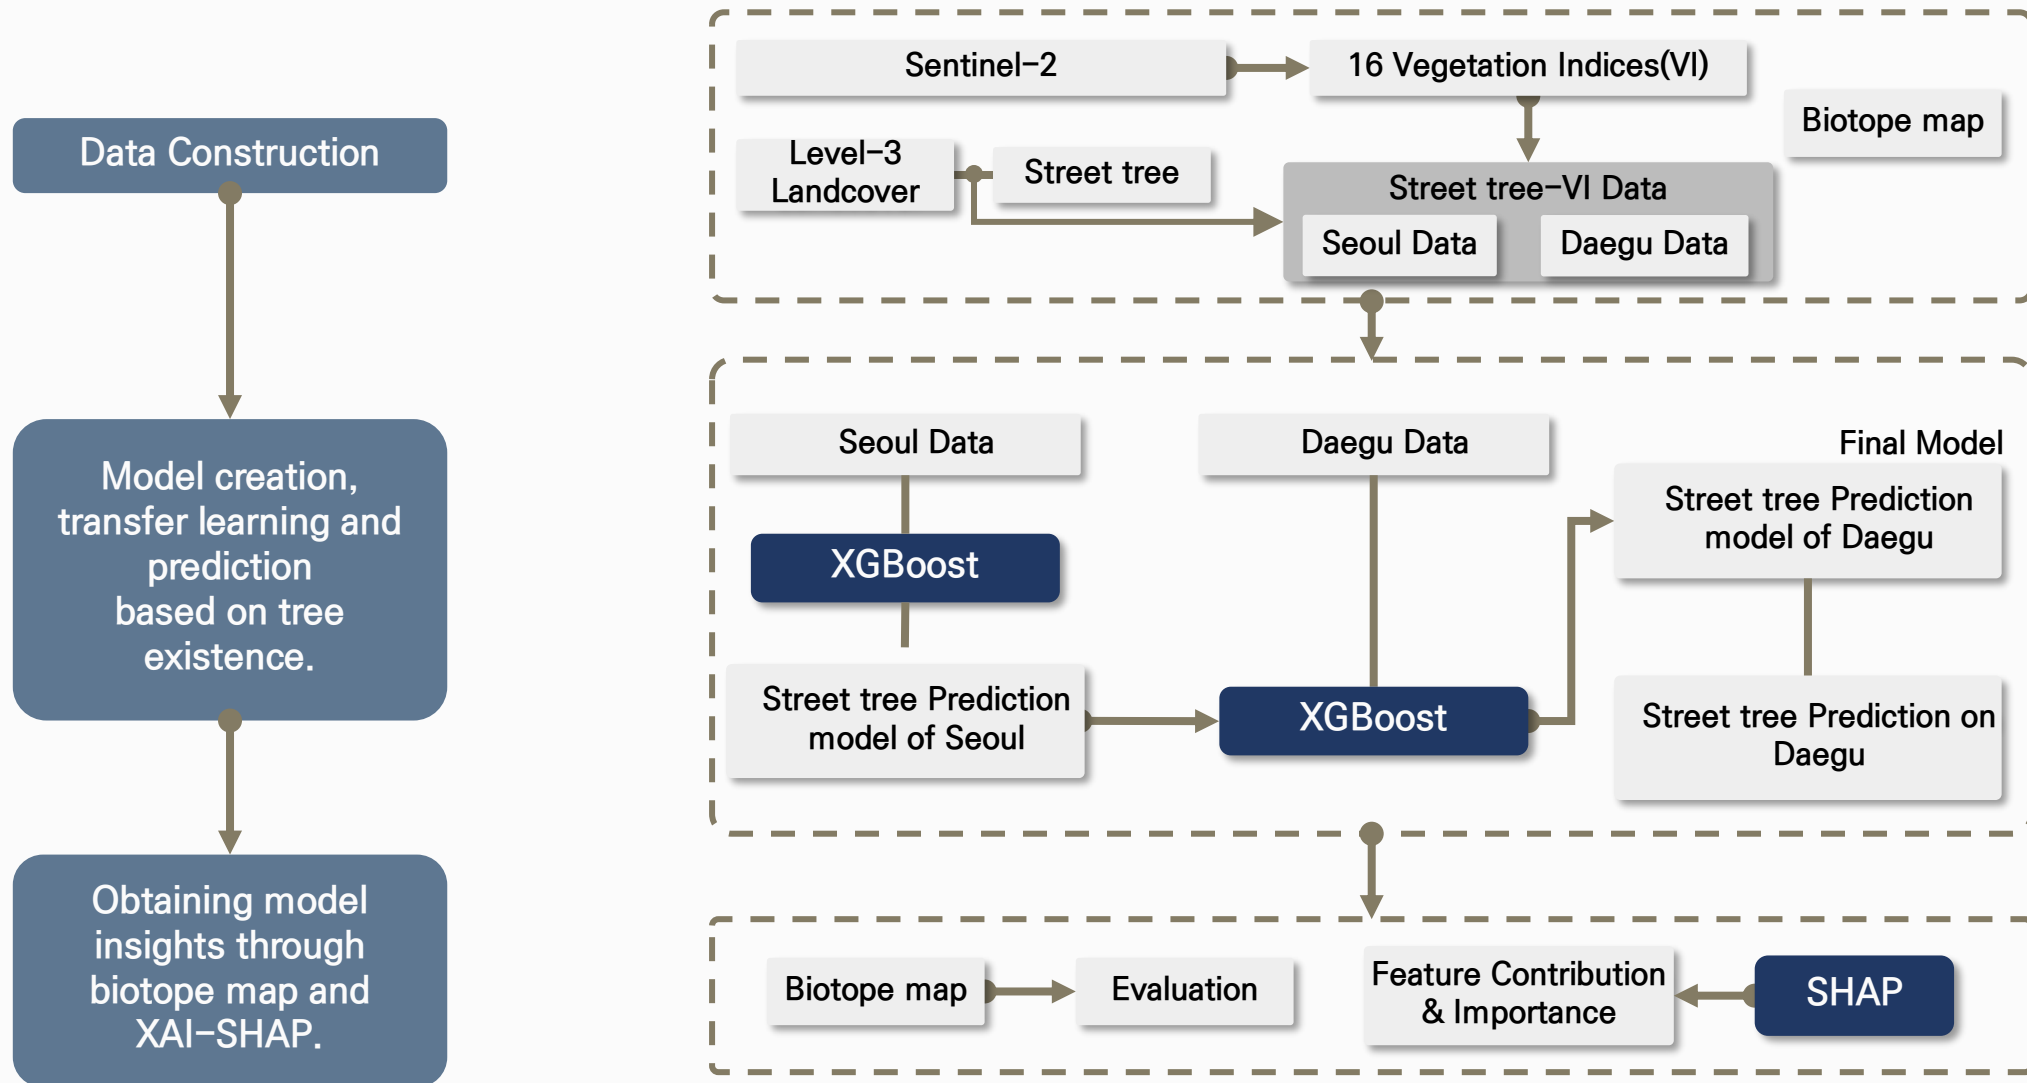 Data Construction
Model creation,
transfer learning and
prediction
based on tree
existence.
Obtaining model
insights through
biotope map and
XAI-SHAP.
Sentinel-2
16 Vegetation Indices(VI)
Biotope map
Level-3
Landcover
Street tree
Street tree-VI Data
Seoul Data
Daegu Data
Seoul Data
Daegu Data
Final Model
XGBoost
Street tree Prediction
model of Daegu
Street tree Prediction
model of Seoul
XGBoost
Street tree Prediction on
Daegu
Biotope map
Evaluation
Feature Contribution
& Importance
SHAP